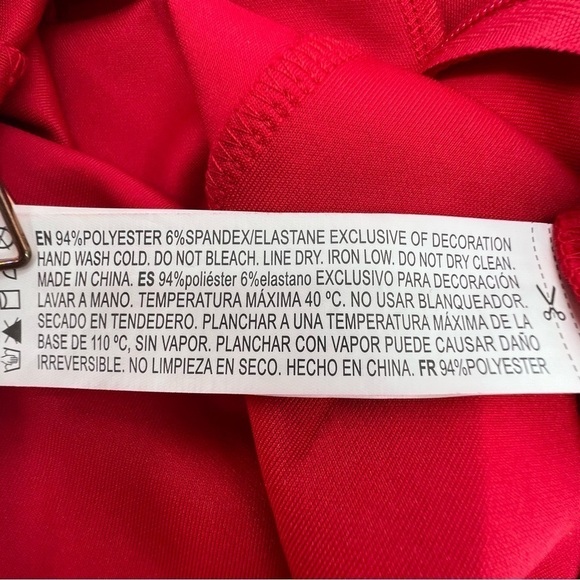 EN 94%POLYESTER 6%SPANDEX/ELASTANE EXCLUSIVE OF DECORATION
HAND WASH COLD. DO NOT BLEACH. LINE DRY. IRON LOW. DO NOT DRY CLEAN.
MADE IN CHINA. ES 94%poliéster 6%elastano EXCLUSIVO PARA DECORACIÓN
LAVAR A MANO. TEMPERATURA MÁXIMA 40 ºC. NO USAR BLANQUEADOR.
SECADO EN TENDEDERO. PLANCHAR A UNA TEMPERATURA MÁXIMA DE LA
BASE DE 110 ºC, SIN VAPOR. PLANCHAR CON VAPOR PUEDE CAUSAR DAÑO
IRREVERSIBLE. NO LIMPIEZA EN SECO. HECHO EN CHINA. FR 94%POLYESTER